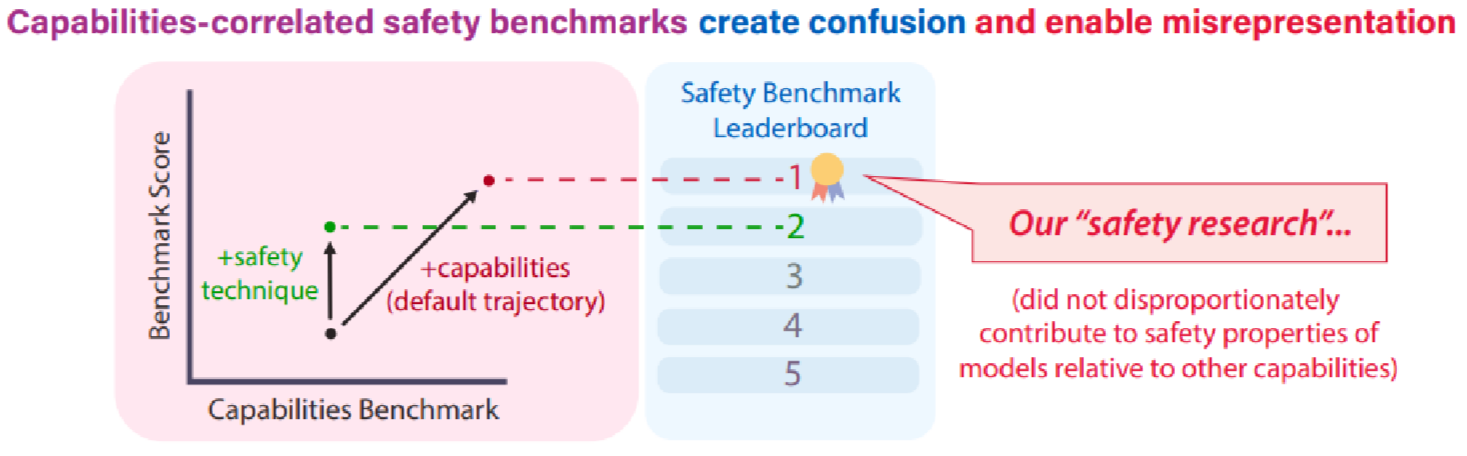 Capabilities-correlated safety benchmarks create confusion and enable misrepresentation
Benchmark Score
+safety
technique
+capabilities
(default trajectory)
Capabilities Benchmark
Safety Benchmark
Leaderboard
1
2
3
4
5
Our “safety research”...
(did not disproportionately
contribute to safety properties of
models relative to other capabilities)